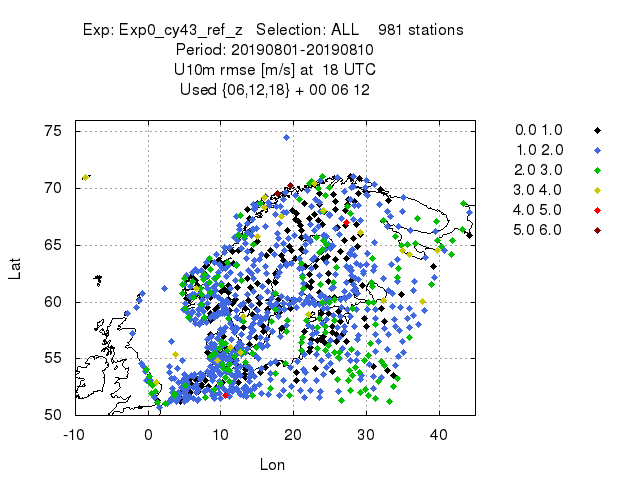 Exp: Exp0_cy43_ref_z   Selection: ALL    981 stations
Period: 20190801-20190810
U10m rmse [m/s] at  18 UTC
Used {06,12,18} + 00 06 12
75
70
65
60
55
50
Lat
-10 0 10 20 30 40
Lon
0.0 1.0
1.0 2.0
2.0 3.0
3.0 4.0
4.0 5.0
5.0 6.0